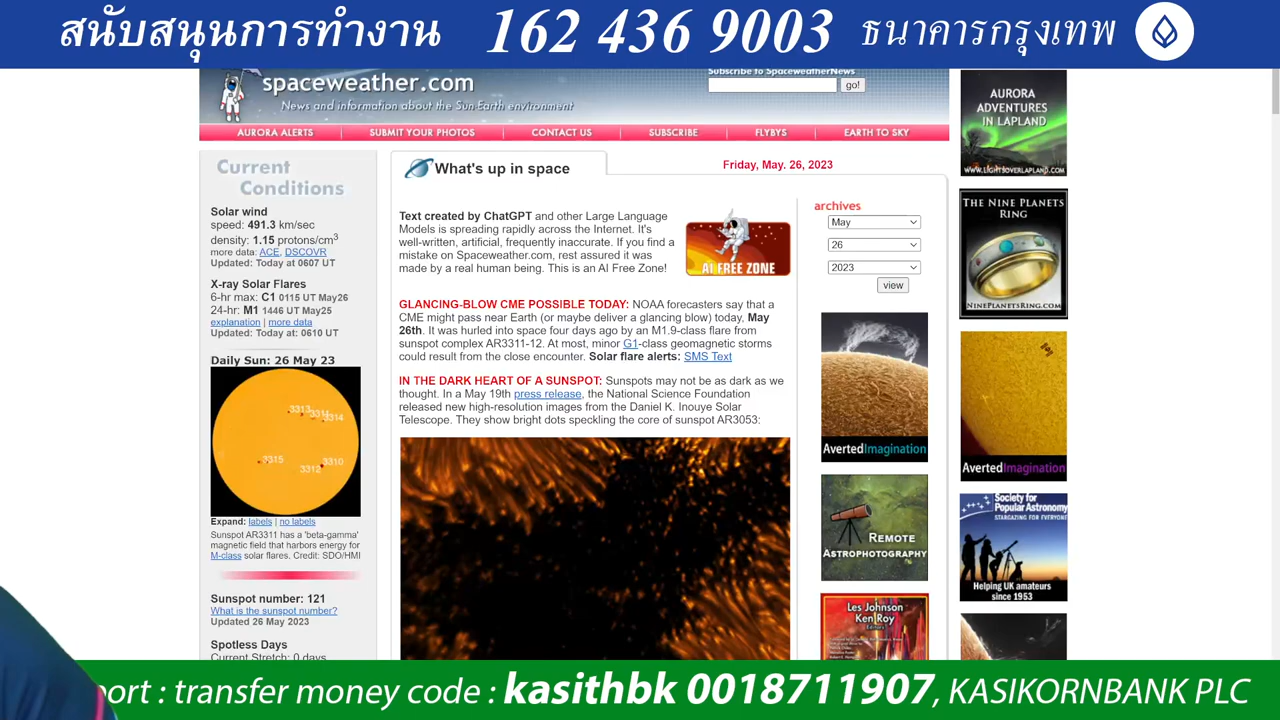 สนับสนุนการทำงาน 162 436 9003 ธนาคารกรุงเทพ
spaceweather.com
News and information about the Sun-Earth environment
Subscribe to SpaceweatherNews
go!
AURORA ALERTS
SUBMIT YOUR PHOTOS
CONTACT US
SUBSCRIBE
FLYBYS
EARTH TO SKY
Current
Conditions
Solar wind
speed: 491.3 km/sec
density: 1.15 protons/cm3
more data: ACE, DSCOVR
Updated: Today at 0607 UT
X-ray Solar Flares
6-hr max: C1 0115 UT May26
24-hr: M1 1446 UT May25
explanation | more data
Updated: Today at: 0610 UT
Daily Sun: 26 May 23
3313
3311
3314
3315
3310
3312
Expand: labels | no labels
Sunspot AR3311 has a 'beta-gamma'
magnetic field that harbors energy for
M-class solar flares. Credit: SDO/HMI
Sunspot number: 121
What is the sunspot number?
Updated 26 May 2023
Spotless Days
Current Stretch: 0 days
What's up in space
Friday, May. 26, 2023
Text created by ChatGPT and other Large Language
Models is spreading rapidly across the Internet. It's
well-written, artificial, frequently inaccurate. If you find a
mistake on Spaceweather.com, rest assured it was
made by a real human being. This is an AI Free Zone!
AI FREE ZONE
GLANCING-BLOW CME POSSIBLE TODAY: NOAA forecasters say that a
CME might pass near Earth (or maybe deliver a glancing blow) today, May
26th. It was hurled into space four days ago by an M1.9-class flare from
sunspot complex AR3311-12. At most, minor G1-class geomagnetic storms
could result from the close encounter. Solar flare alerts: SMS Text
IN THE DARK HEART OF A SUNSPOT: Sunspots may not be as dark as we
thought. In a May 19th press release, the National Science Foundation
released new high-resolution images from the Daniel K. Inouye Solar
Telescope. They show bright dots speckling the core of sunspot AR3053:
archives
May
26
2023
view
AvertedImagination
REMOTE
ASTROPHOTOGRAPHY
Les Johnson
Ken Roy
Editors
AURORA
ADVENTURES
IN LAPLAND
WWW.LIGHTSOVERLAPLAND.COM
THE NINE PLANETS
RING
NINEPLANETSRING.COM
AvertedImagination
Society for
Popular Astronomy
STARGAZING FOR EVERYONE
Helping UK amateurs
since 1953
port : transfer money code : kasithbk 0018711907, KASIKORNBANK PLC